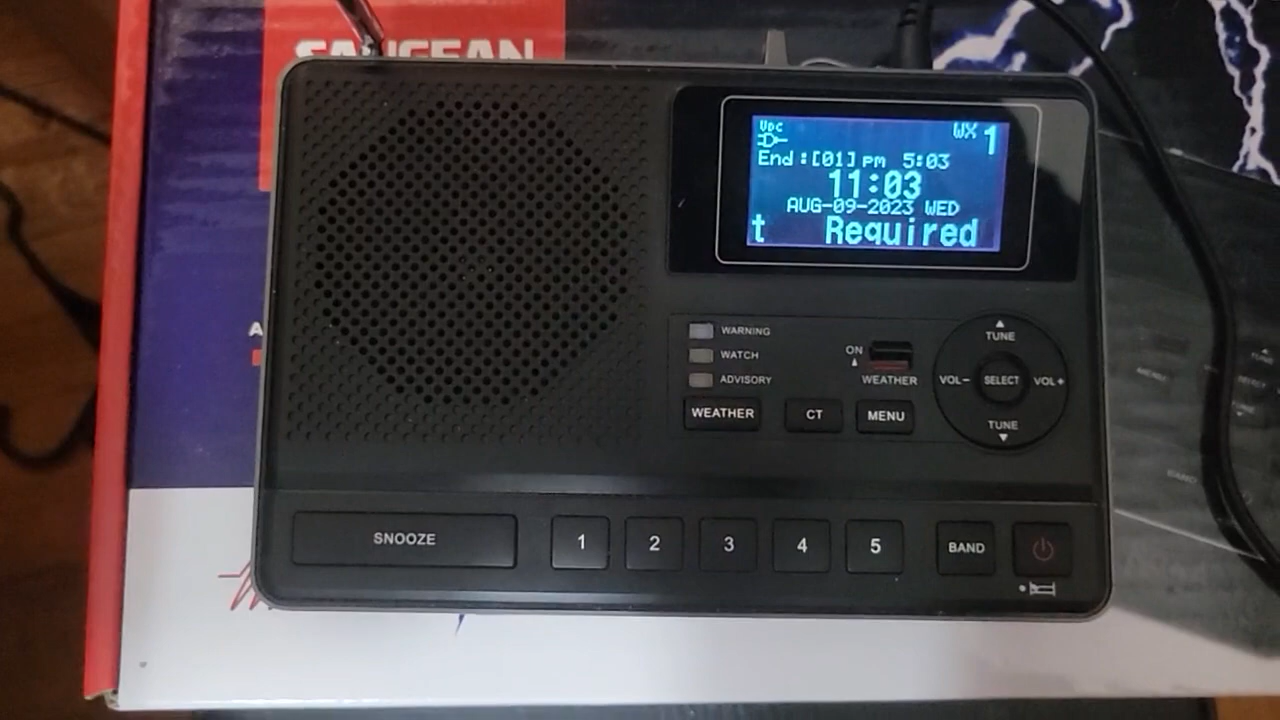 SANGEAN
VDC
WX 1
End:[01] PM 5:03
11:03
AUG-09-2023 WED
t Required
WARNING
WATCH
ADVISORY
ON
WEATHER
WEATHER
CT
MENU
TUNE
VOL-
SELECT
VOL+
TUNE
SNOOZE
1
2
3
4
5
BAND